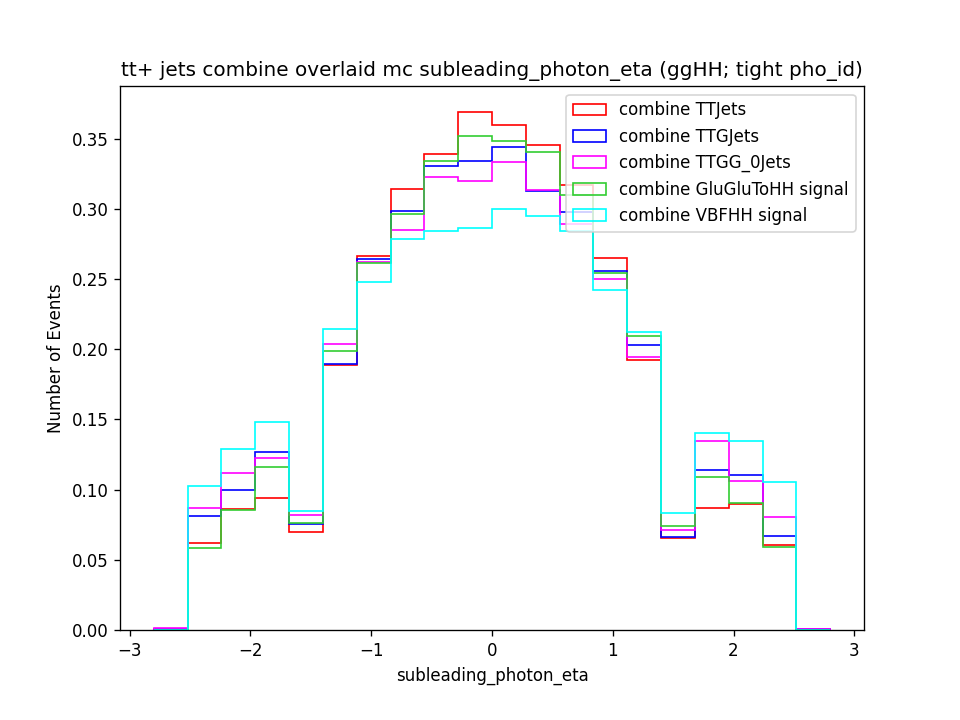 tt+ jets combine overlaid mc subleading_photon_eta (ggHH; tight pho_id)
combine TTJets
combine TTGJets
combine TTGG_0Jets
combine GluGluToHH signal
combine VBFHH signal
Number of Events
0.35
0.30
0.25
0.20
0.15
0.10
0.05
0.00
−3 −2 −1 0 1 2 3
subleading_photon_eta